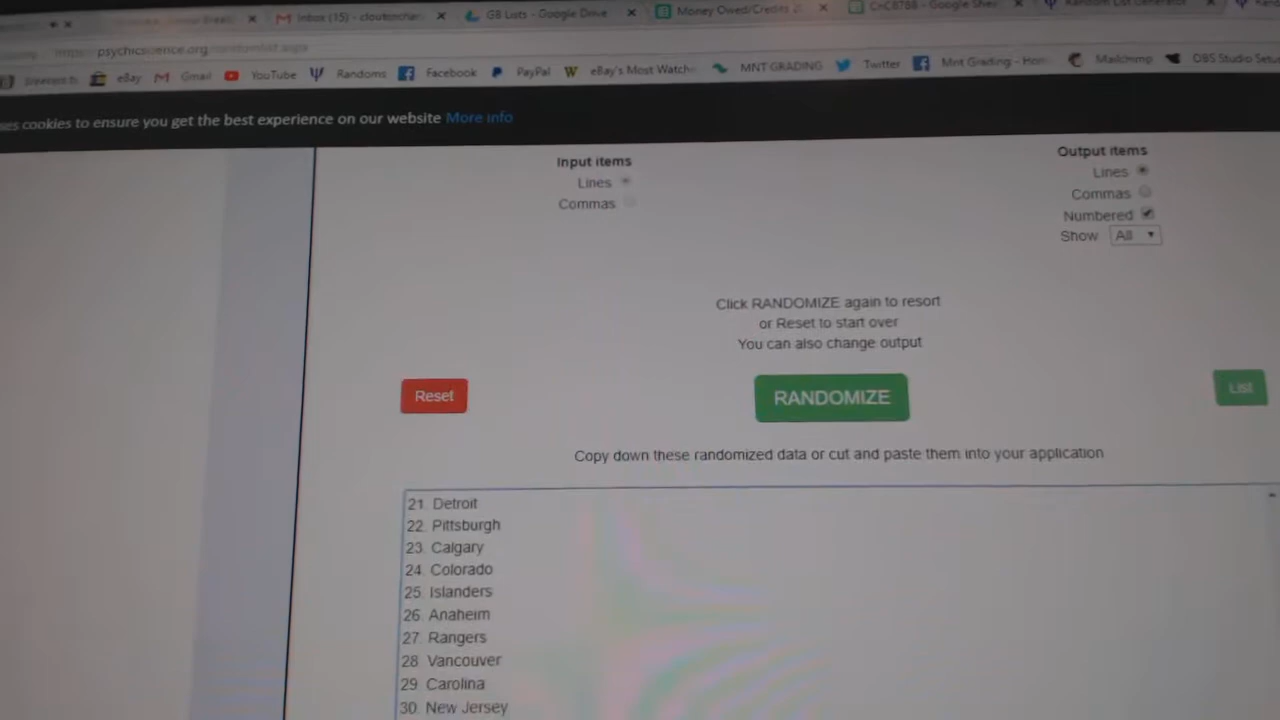 Inbox (15) - GB Lists - Google Drive Money Owed/Credits CnC8788 - Google Random List Generator
psychicscience.org
eBay Gmail YouTube Randoms Facebook PayPal eBay's Most Watch MNT GRADING Twitter Mnt Grading - Hom Mailchimp OBS Studio Setu
es cookies to ensure you get the best experience on our website More info
Input items
Lines
Commas
Output items
Lines
Commas
Numbered
Show All
Click RANDOMIZE again to resort
or Reset to start over
You can also change output
Reset RANDOMIZE List
Copy down these randomized data or cut and paste them into your application
21. Detroit
22. Pittsburgh
23. Calgary
24. Colorado
25. Islanders
26. Anaheim
27. Rangers
28. Vancouver
29. Carolina
30. New Jersey